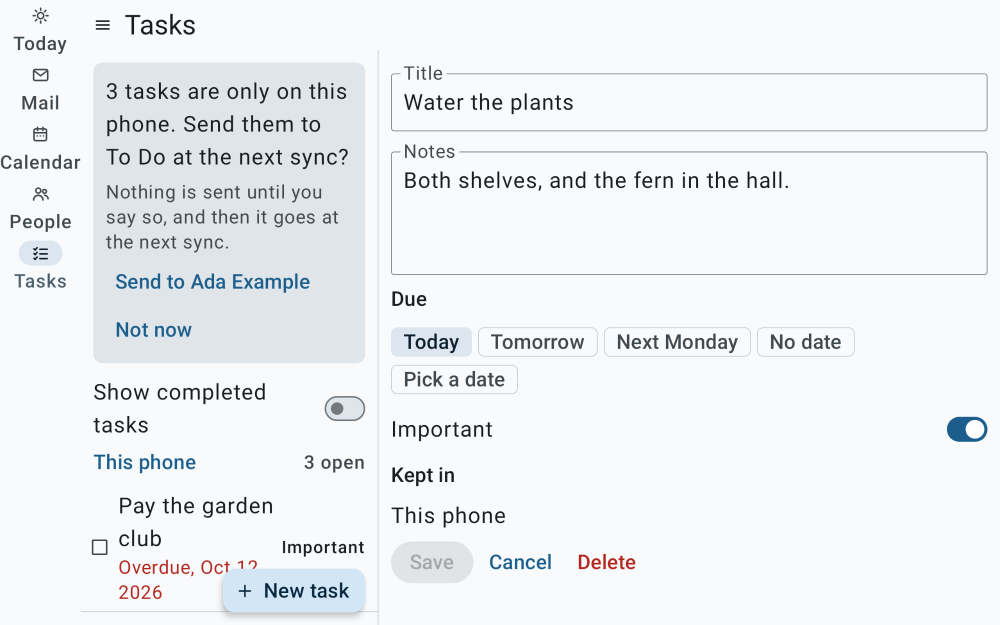 Today
Mail
Calendar
People
Tasks
Tasks
3 tasks are only on this
phone. Send them to
To Do at the next sync?
Nothing is sent until you
say so, and then it goes at
the next sync.
Send to Ada Example
Not now
Show completed
tasks
This phone
3 open
Pay the garden
club
Important
Overdue, Oct 12
2026
+ New task
Title
Water the plants
Notes
Both shelves, and the fern in the hall.
Due
Today
Tomorrow
Next Monday
No date
Pick a date
Important
Kept in
This phone
Save
Cancel
Delete